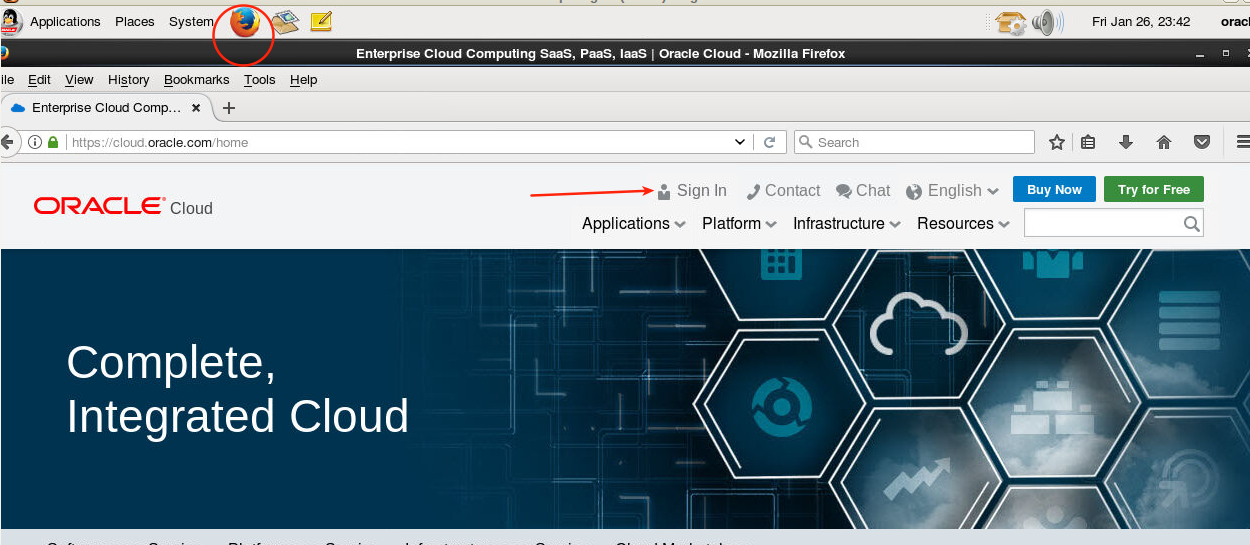 Applications Places System Fri Jan 26, 23:42 orac
Enterprise Cloud Computing SaaS, PaaS, IaaS | Oracle Cloud - Mozilla Firefox
ile Edit View History Bookmarks Tools Help
Enterprise Cloud Comp…
https://cloud.oracle.com/home Search
Sign In Contact Chat English Buy Now Try for Free
ORACLE® Cloud
Applications Platform Infrastructure Resources
Complete,
Integrated Cloud